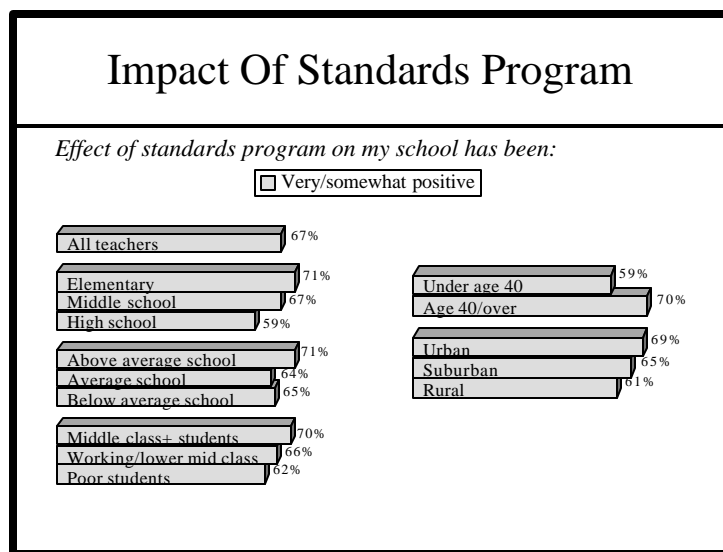 Impact Of Standards Program
Effect of standards program on my school has been:
Very/somewhat positive
All teachers 67%
Elementary 71%
Middle school 67%
High school 59%
Above average school 71%
Average school 64%
Below average school 65%
Middle class+ students 70%
Working/lower mid class 66%
Poor students 62%
Under age 40 59%
Age 40/over 70%
Urban 69%
Suburban 65%
Rural 61%